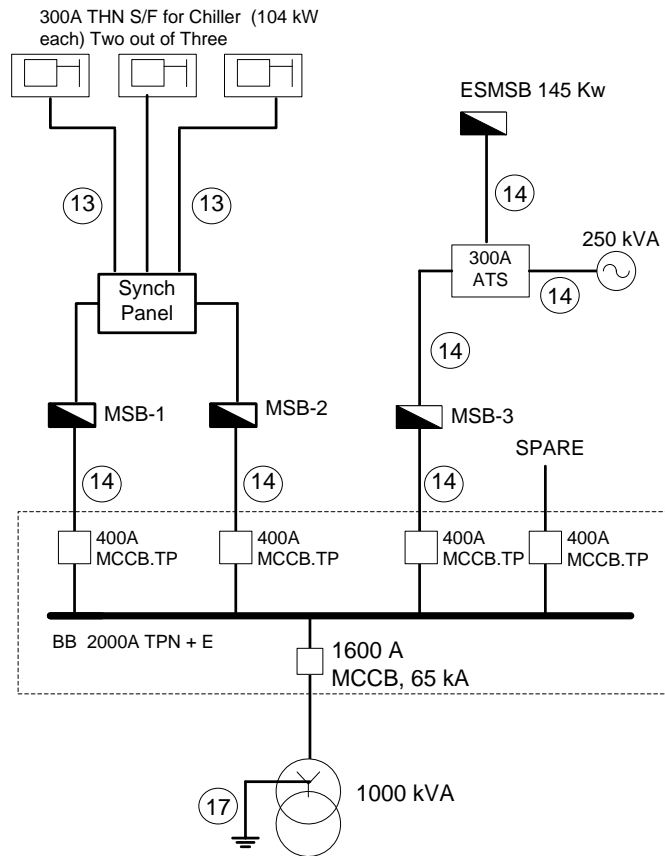 300A THN S/F for Chiller (104 kW
each) Two out of Three
ESMSB 145 Kw
13
13
14
250 kVA
300A
ATS
14
Synch
Panel
14
MSB-1
MSB-2
MSB-3
SPARE
14
14
14
400A
MCCB.TP
400A
MCCB.TP
400A
MCCB.TP
400A
MCCB.TP
BB 2000A TPN + E
1600 A
MCCB, 65 kA
17
1000 kVA